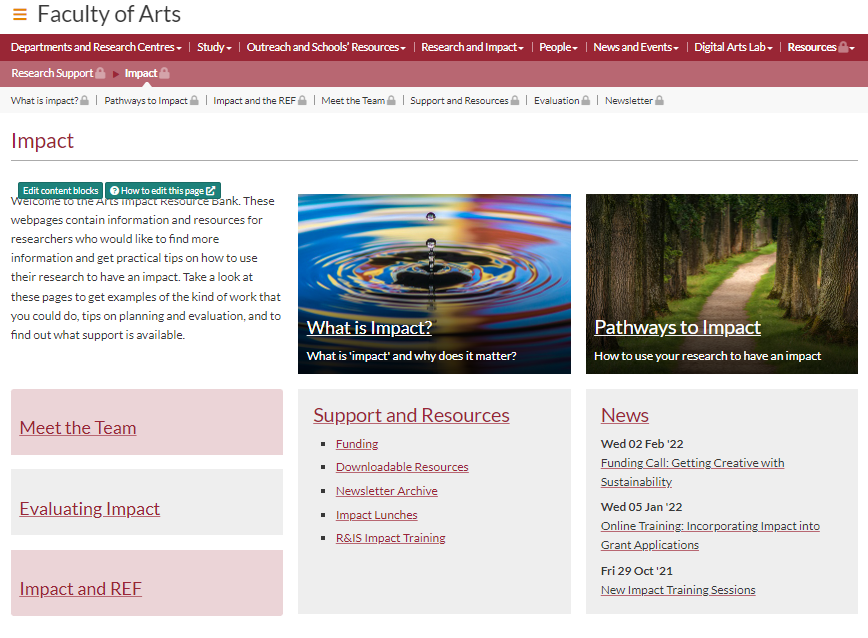 Faculty of Arts
Departments and Research Centres
Study
Outreach and Schools' Resources
Research and Impact
People
News and Events
Digital Arts Lab
Resources
Research Support
Impact
What is impact?
Pathways to Impact
Impact and the REF
Meet the Team
Support and Resources
Evaluation
Newsletter
Impact
Edit content blocks
How to edit this page
Welcome to the Arts Impact Resource Bank. These
webpages contain information and resources for
researchers who would like to find more
information and get practical tips on how to use
their research to have an impact. Take a look at
these pages to get examples of the kind of work that
you could do, tips on planning and evaluation, and to
find out what support is available.
What is Impact?
What is 'impact' and why does it matter?
Pathways to Impact
How to use your research to have an impact
Meet the Team
Evaluating Impact
Impact and REF
Support and Resources
Funding
Downloadable Resources
Newsletter Archive
Impact Lunches
R&IS Impact Training
News
Wed 02 Feb '22
Funding Call: Getting Creative with
Sustainability
Wed 05 Jan '22
Online Training: Incorporating Impact into
Grant Applications
Fri 29 Oct '21
New Impact Training Sessions